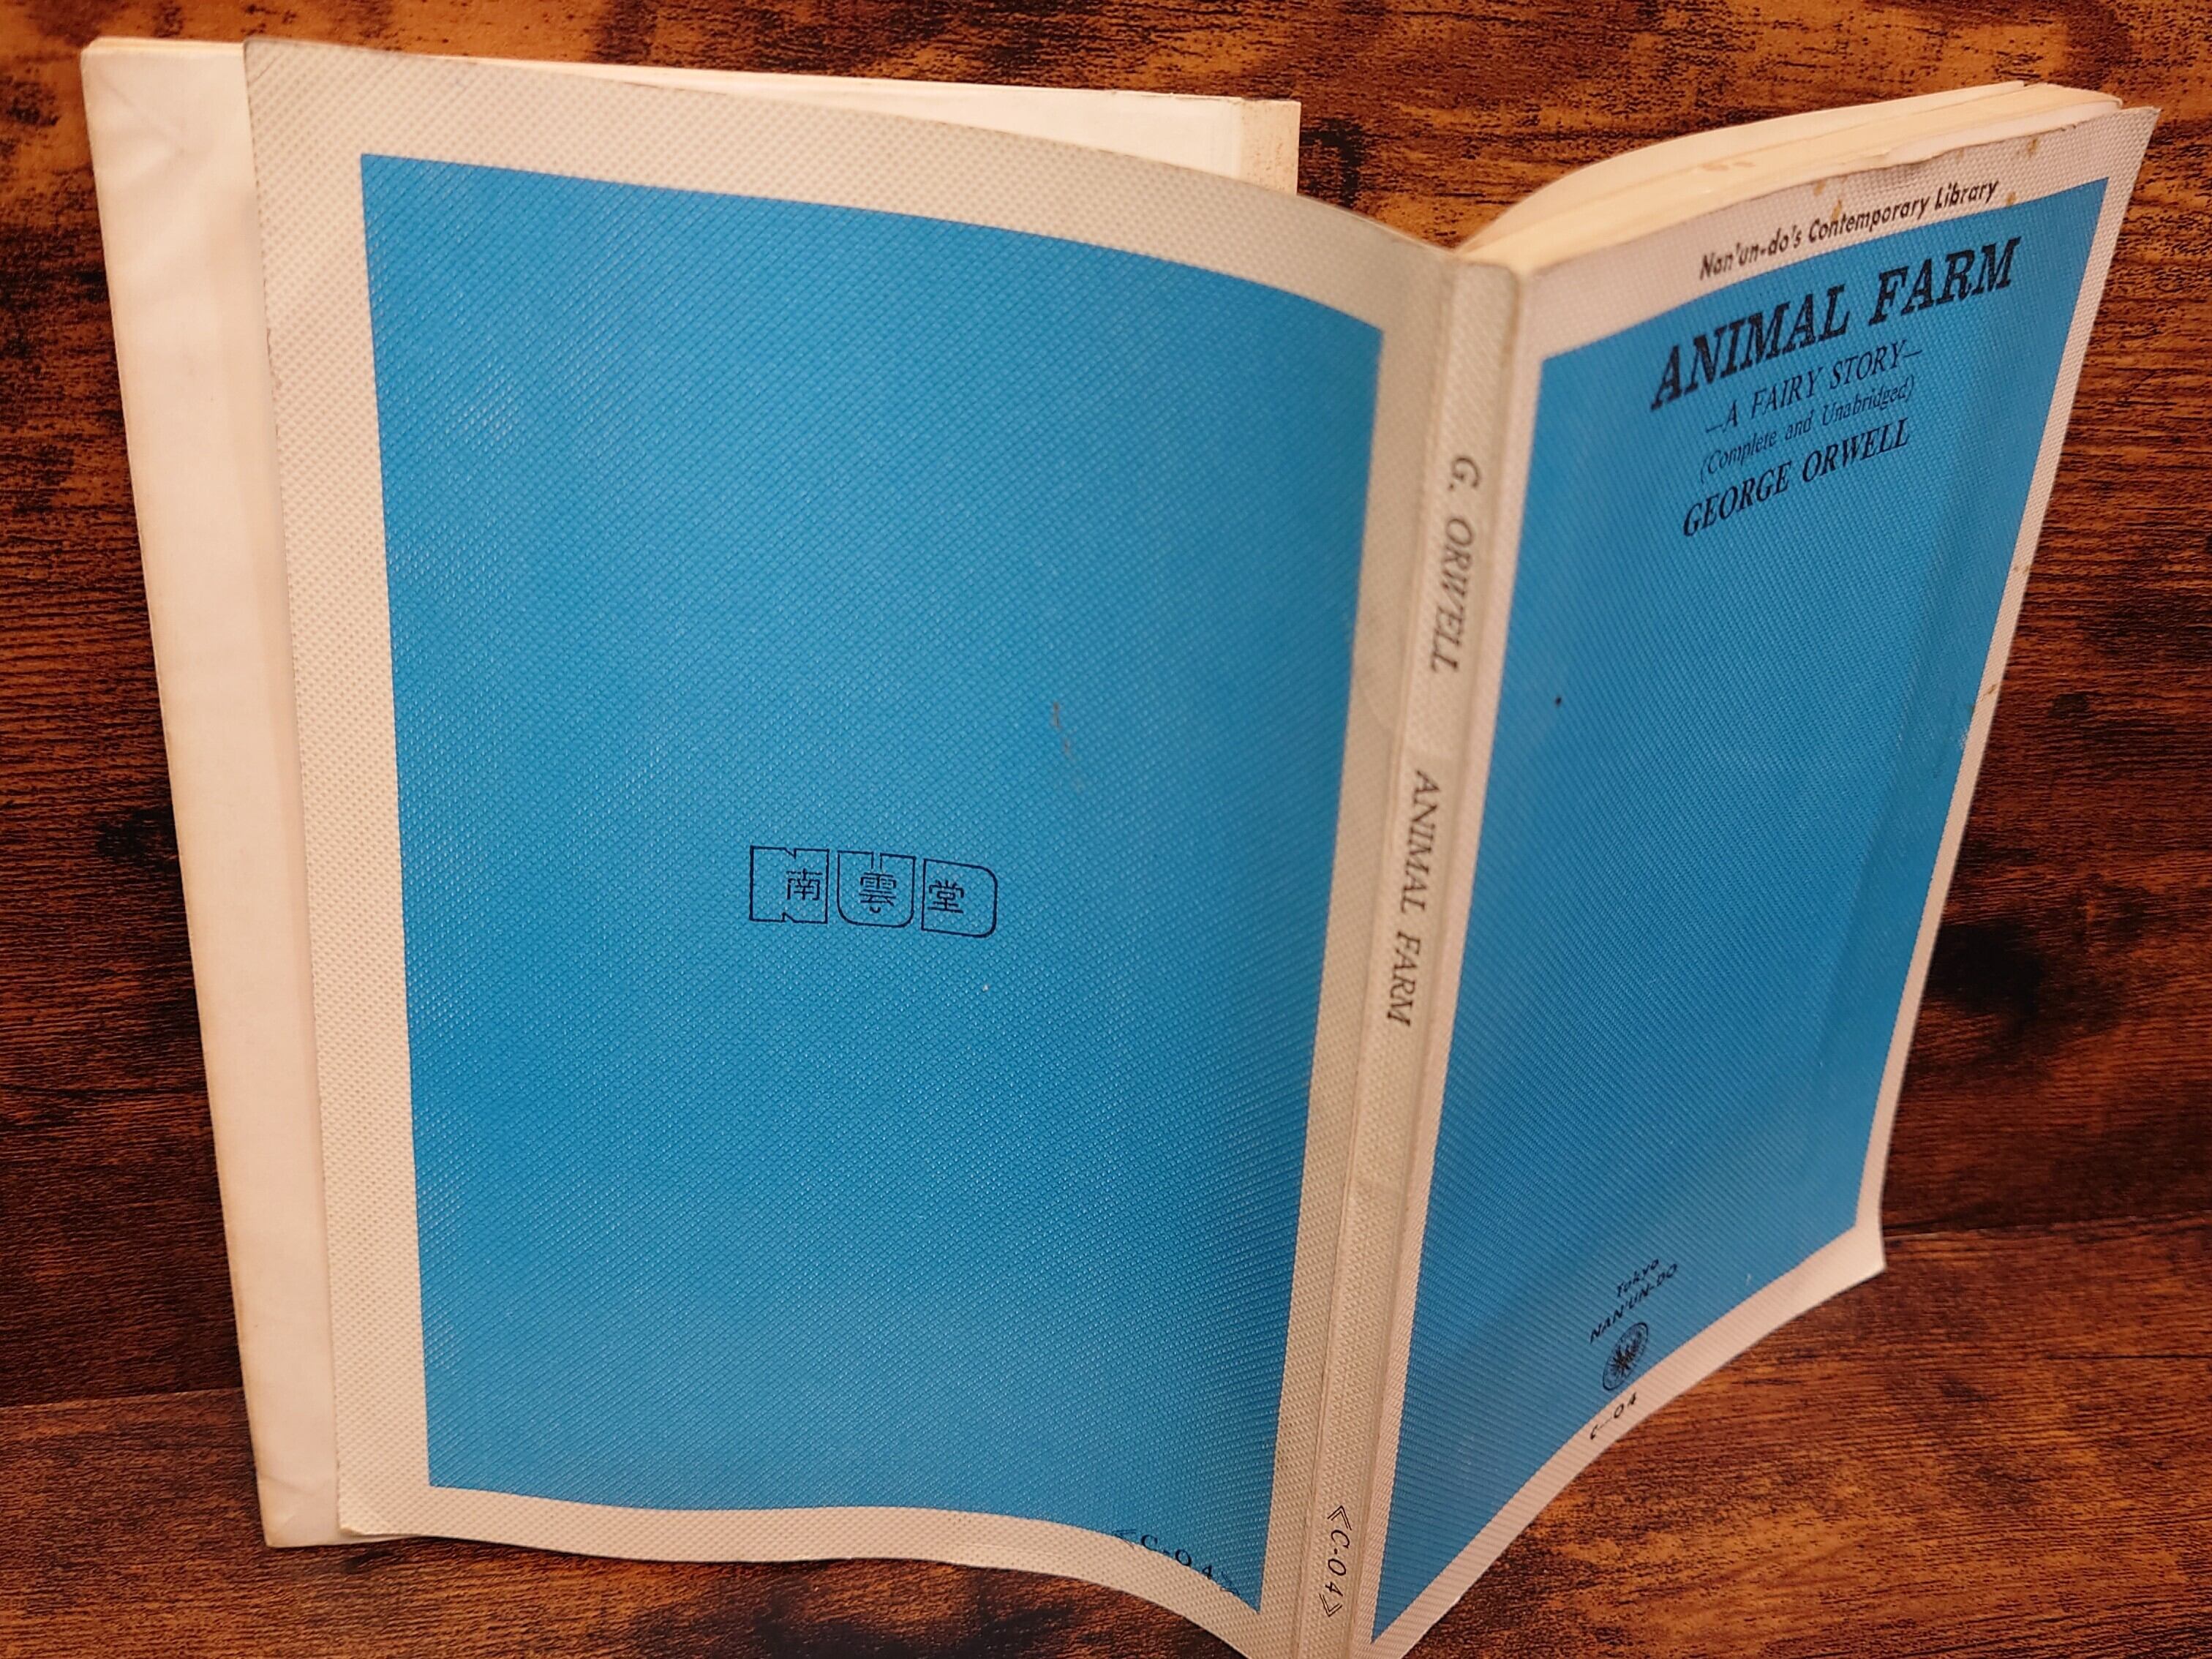 南雲堂
《C-04》
G. ORWELL ANIMAL FARM
《C-04》
Nan'un-do's Contemporary Library
ANIMAL FARM
—A FAIRY STORY—
(Complete and Unabridged)
GEORGE ORWELL
Tokyo
NAN'UN-DO
C—04